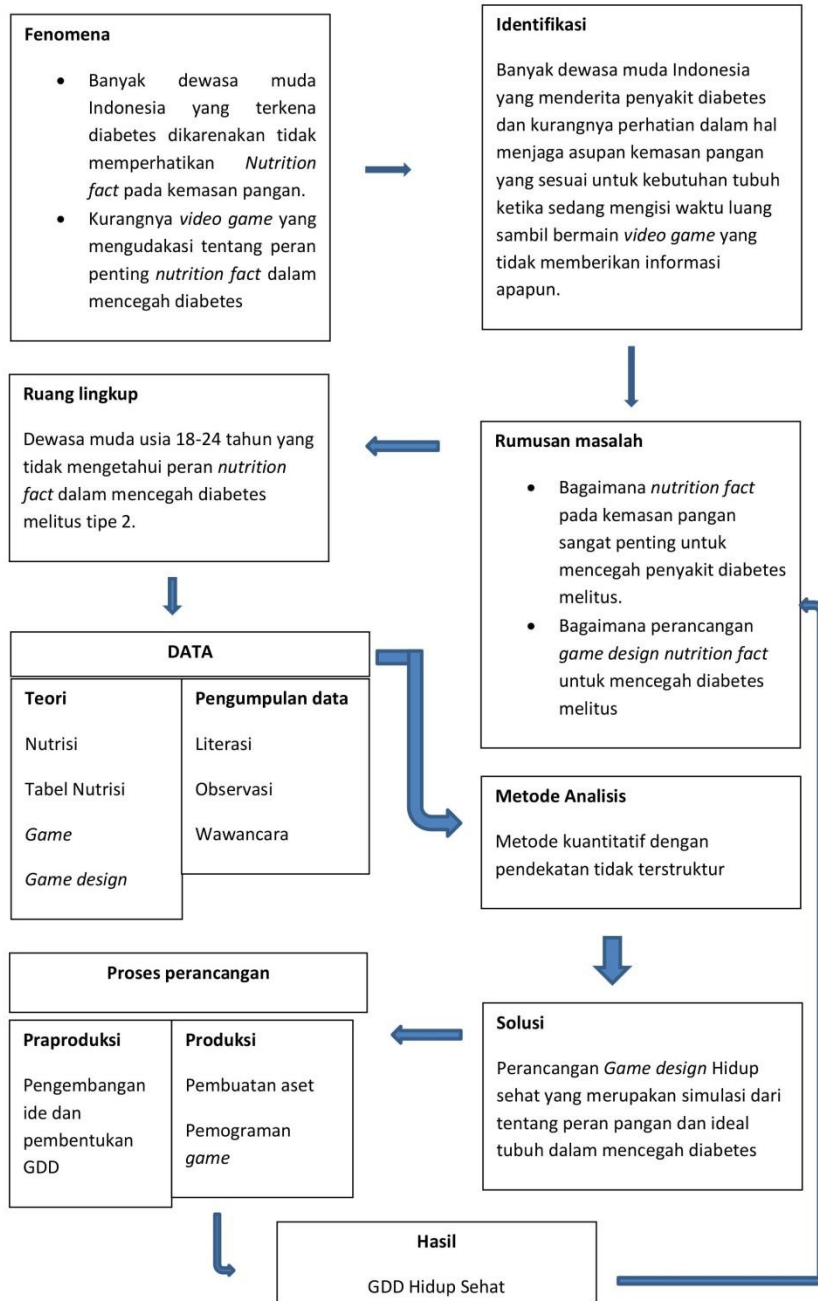 Fenomena
• Banyak dewasa muda
Indonesia yang terkena
diabetes dikarenakan tidak
memperhatikan Nutrition
fact pada kemasan pangan.
• Kurangnya video game yang
mengudakasi tentang peran
penting nutrition fact dalam
mencegah diabetes
Identifikasi
Banyak dewasa muda Indonesia
yang menderita penyakit diabetes
dan kurangnya perhatian dalam hal
menjaga asupan kemasan pangan
yang sesuai untuk kebutuhan tubuh
ketika sedang mengisi waktu luang
sambil bermain video game yang
tidak memberikan informasi
apapun.
Rumusan masalah
• Bagaimana nutrition fact
pada kemasan pangan
sangat penting untuk
mencegah penyakit diabetes
melitus.
• Bagaimana perancangan
game design nutrition fact
untuk mencegah diabetes
melitus
Ruang lingkup
Dewasa muda usia 18-24 tahun yang
tidak mengetahui peran nutrition
fact dalam mencegah diabetes
melitus tipe 2.
DATA
Teori
Nutrisi
Tabel Nutrisi
Game
Game design
Pengumpulan data
Literasi
Observasi
Wawancara
Metode Analisis
Metode kuantitatif dengan
pendekatan tidak terstruktur
Solusi
Perancangan Game design Hidup
sehat yang merupakan simulasi dari
tentang peran pangan dan ideal
tubuh dalam mencegah diabetes
Proses perancangan
Praproduksi
Pengembangan
ide dan
pembentukan
GDD
Produksi
Pembuatan aset
Pemograman
game
Hasil
GDD Hidup Sehat